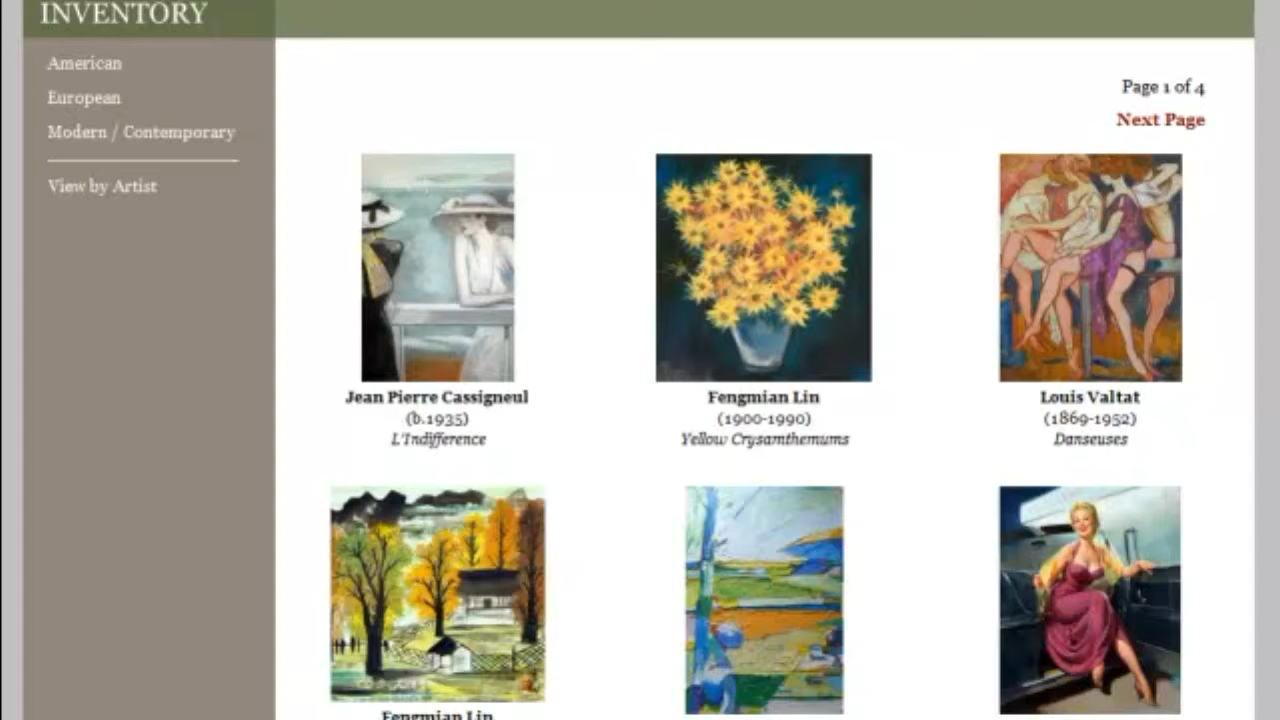 INVENTORY
American
European
Modern / Contemporary
View by Artist
Page 1 of 4
Next Page
Jean Pierre Cassigneul
(b.1935)
L'Indifference
Fengmian Lin
(1900-1990)
Yellow Crysamthemums
Louis Valtat
(1869-1952)
Danseuses
Fengmian Lin